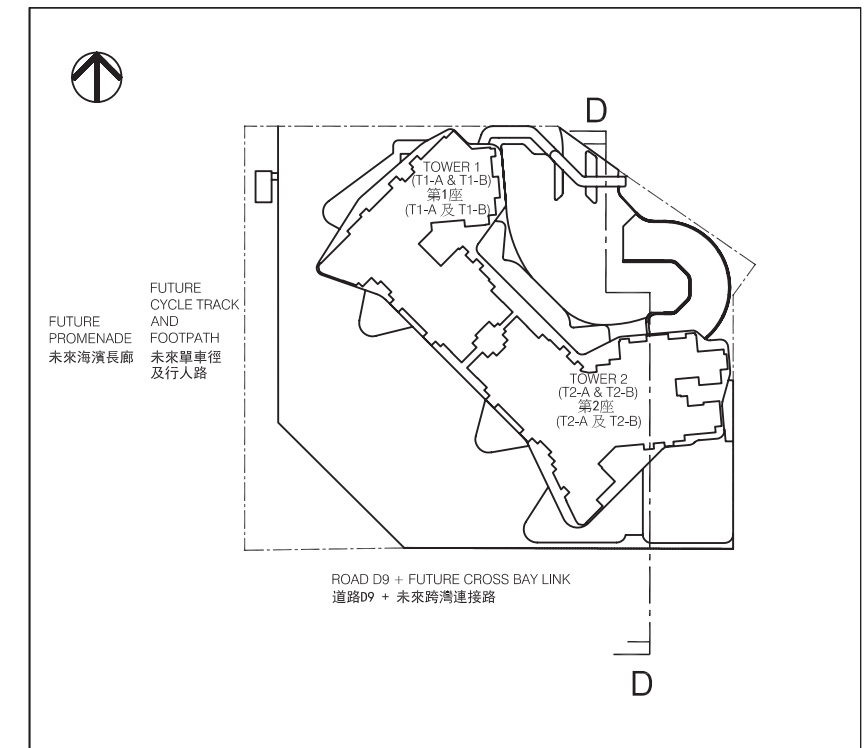 D
TOWER 1
(T1-A & T1-B)
第1座
(T1-A 及 T1-B)
FUTURE
PROMENADE
未來海濱長廊
FUTURE
CYCLE TRACK
AND
FOOTPATH
未來單車徑
及行人路
TOWER 2
(T2-A & T2-B)
第2座
(T2-A 及 T2-B)
ROAD D9 + FUTURE CROSS BAY LINK
道路D9 + 未來跨灣連接路
D